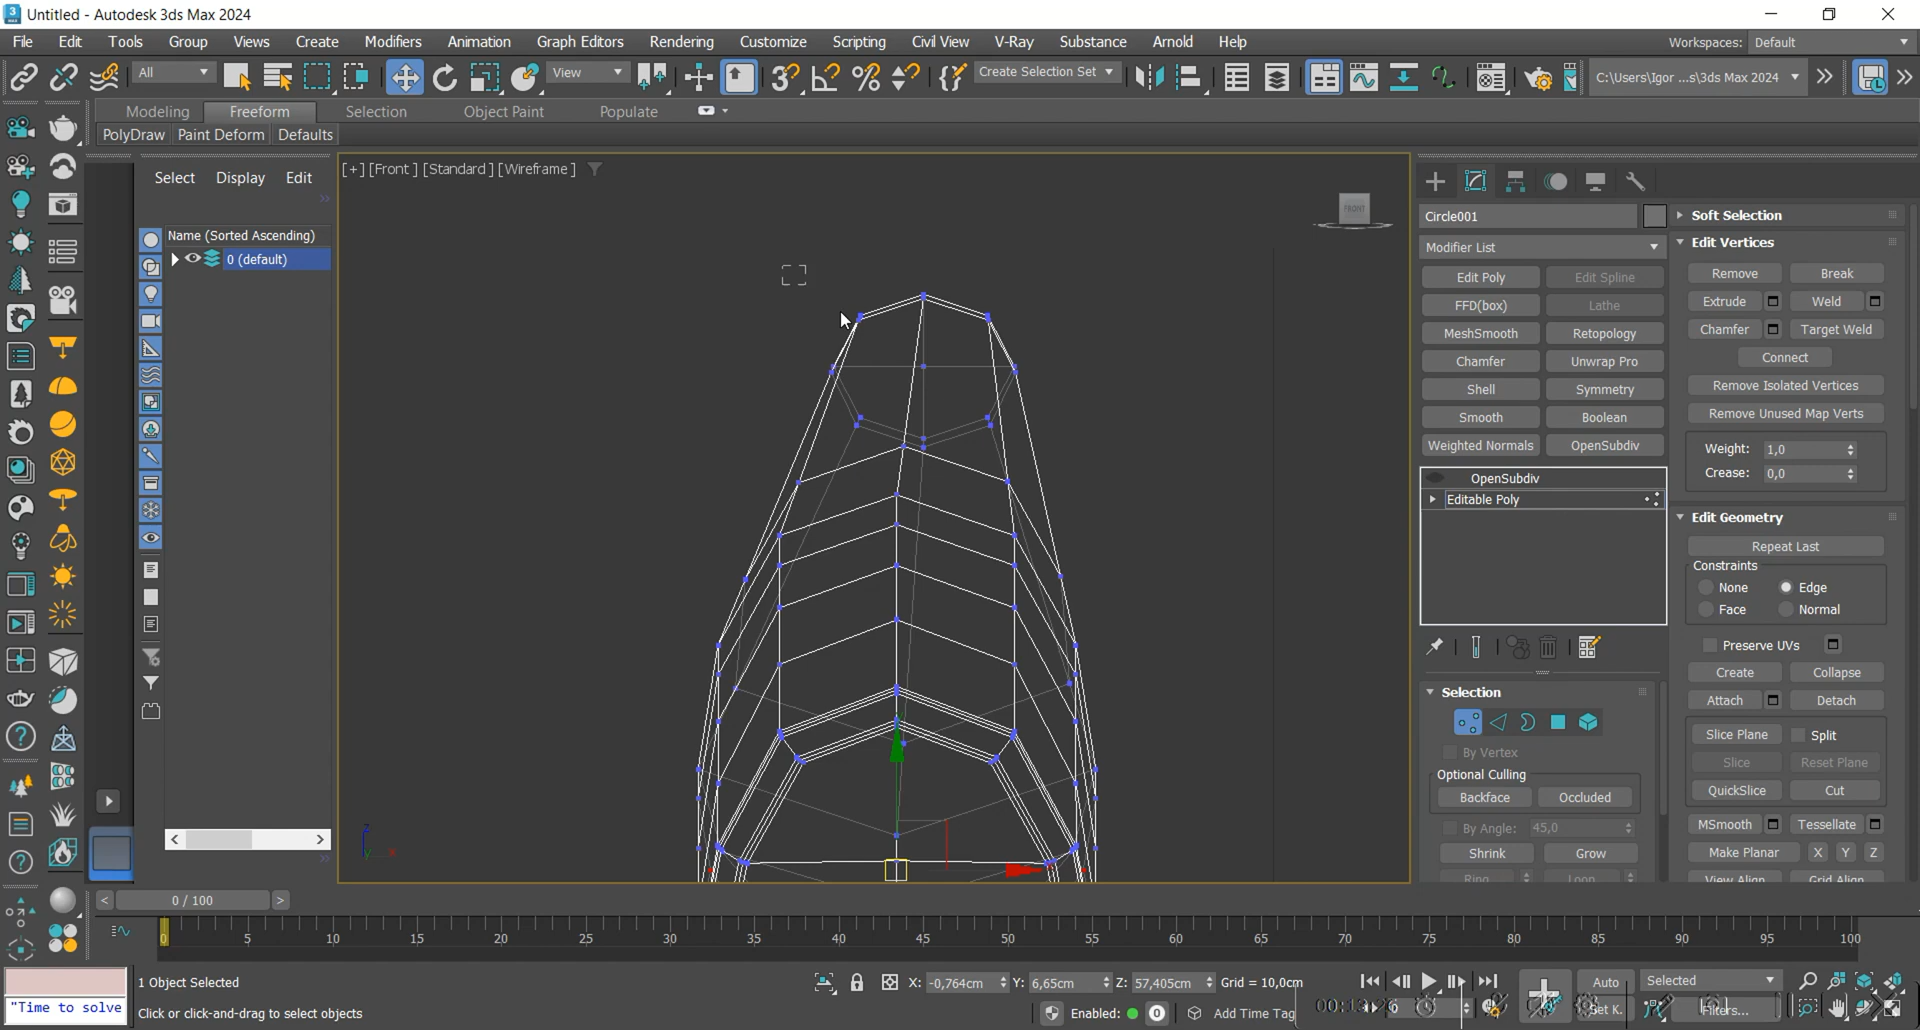 Untitled - Autodesk 3ds Max 2024
File Edit Tools Group Views Create Modifiers Animation Graph Editors Rendering Customize Scripting Civil View V-Ray Substance Arnold Help
Workspaces: Default
All
View
Create Selection Set
C:\Users\Igor ...s\3ds Max 2024
Modeling Freeform Selection Object Paint Populate
PolyDraw Paint Deform Defaults
Select Display Edit
Name (Sorted Ascending)
0 (default)
[+] [Front ] [Standard ] [Wireframe ]
FRONT
Circle001
Modifier List
Edit Poly Edit Spline
FFD(box) Lathe
MeshSmooth Retopology
Chamfer Unwrap Pro
Shell Symmetry
Smooth Boolean
Weighted Normals OpenSubdiv
OpenSubdiv
Editable Poly
Selection
By Vertex
Optional Culling
Backface Occluded
By Angle: 45,0
Shrink Grow
Ring Loop
Soft Selection
Edit Vertices
Remove Break
Extrude Weld
Chamfer Target Weld
Connect
Remove Isolated Vertices
Remove Unused Map Verts
Weight: 1,0
Crease: 0,0
Edit Geometry
Repeat Last
Constraints
None Edge
Face Normal
Preserve UVs
Create Collapse
Attach Detach
Slice Plane Split
Slice Reset Plane
QuickSlice Cut
MSmooth Tessellate
Make Planar X Y Z
View Align Grid Align
0 / 100
0 5 10 15 20 25 30 35 40 45 50 55 60 65 70 75 80 85 90 95 100
1 Object Selected
X: -0,764cm Y: 6,65cm Z: 57,405cm Grid = 10,0cm
Auto Selected
"Time to solve
Click or click-and-drag to select objects
Enabled: 0 Add Time Tag
Filters...